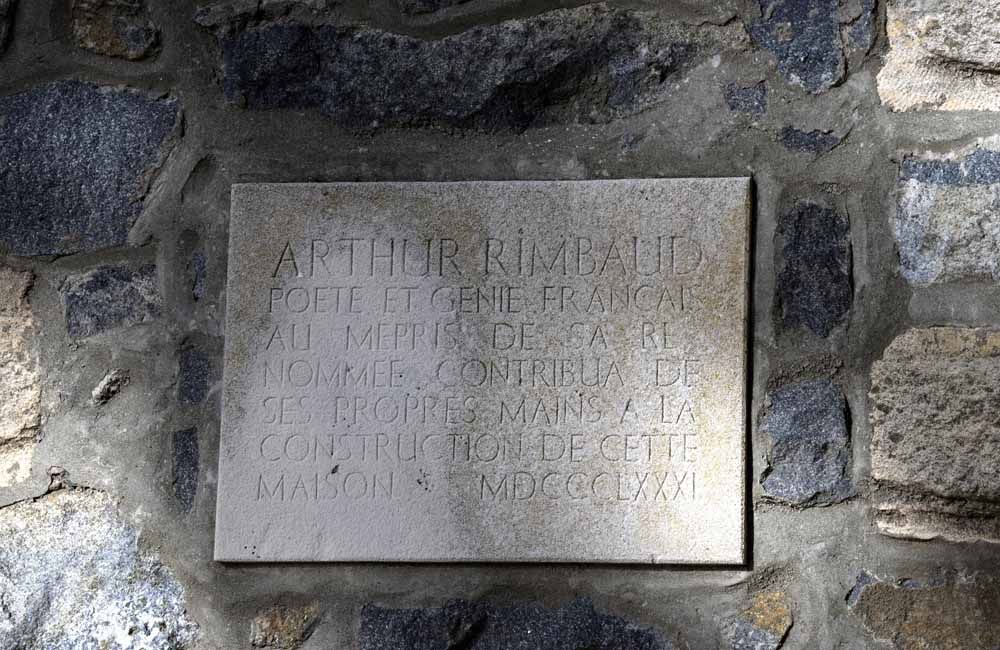 ARTHUR RIMBAUD
POETE ET GENIE FRANCAIS
AU MEPRIS DE SA RE
NOMMEE CONTRIBUA DE
SES PROPRES MAINS A LA
CONSTRUCTION DE CETTE
MAISON MDCCCLXXXI